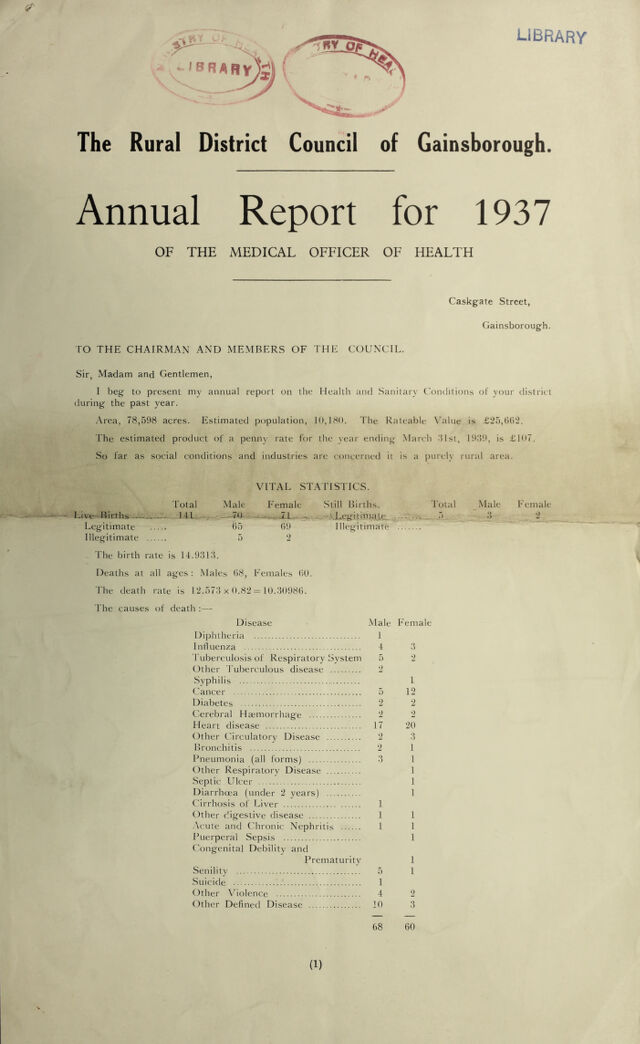 LIBRARY
MINISTRY OF HEALTH
LIBRARY
OF HEAL
The Rural District Council of Gainsborough.
Annual Report for 1937
OF THE MEDICAL OFFICER OF HEALTH
Caskgate Street,
Gainsborough.
TO THE CHAIRMAN AND MEMBERS OF THE COUNCIL.
Sir, Madam and Gentlemen,
I beg to present my annual report on the Health and Sanitary Conditions of your district
during the past year.
Area, 78,598 acres. Estimated population, 10,180. The Rateable Value is £25,662.
The estimated product of a penny rate for the year ending March 31st, 1939, is £107.
So far as social conditions and industries are concerned it is a purely rural area.
VITAL STATISTICS.
Total Male Female Still Births. Total Male Female
Live Births ............ 141 70 71 Legitimate ........ 5 3 2
Legitimate ..... 65 69 Illegitimate .......
Illegitimate ...... 5 2
The birth rate is 14.9313.
Deaths at all ages: Males 68, Females 60.
The death rate is 12.573 x 0.82 = 10.30986.
The causes of death :—
Disease Male Female
Diphtheria .............................. 1
Influenza ................................. 4 3
Tuberculosis of Respiratory System 5 2
Other Tuberculous disease ......... 2
Syphilis .................................. 1
Cancer .................................... 5 12
Diabetes .................................. 2 2
Cerebral Hæmorrhage ............... 2 2
Heart disease ........................... 17 20
Other Circulatory Disease .......... 2 3
Bronchitis ............................... 2 1
Pneumonia (all forms) ............... 3 1
Other Respiratory Disease .......... 1
Septic Ulcer ............................. 1
Diarrhœa (under 2 years) .......... 1
Cirrhosis of Liver ...................... 1
Other digestive disease ............... 1 1
Acute and Chronic Nephritis ...... 1 1
Puerperal Sepsis ...................... 1
Congenital Debility and
Prematurity 1
Senility ................................... 5 1
Suicide .................................... 1
Other Violence ........................ 4 2
Other Defined Disease ............... 10 3
68 60
(1)